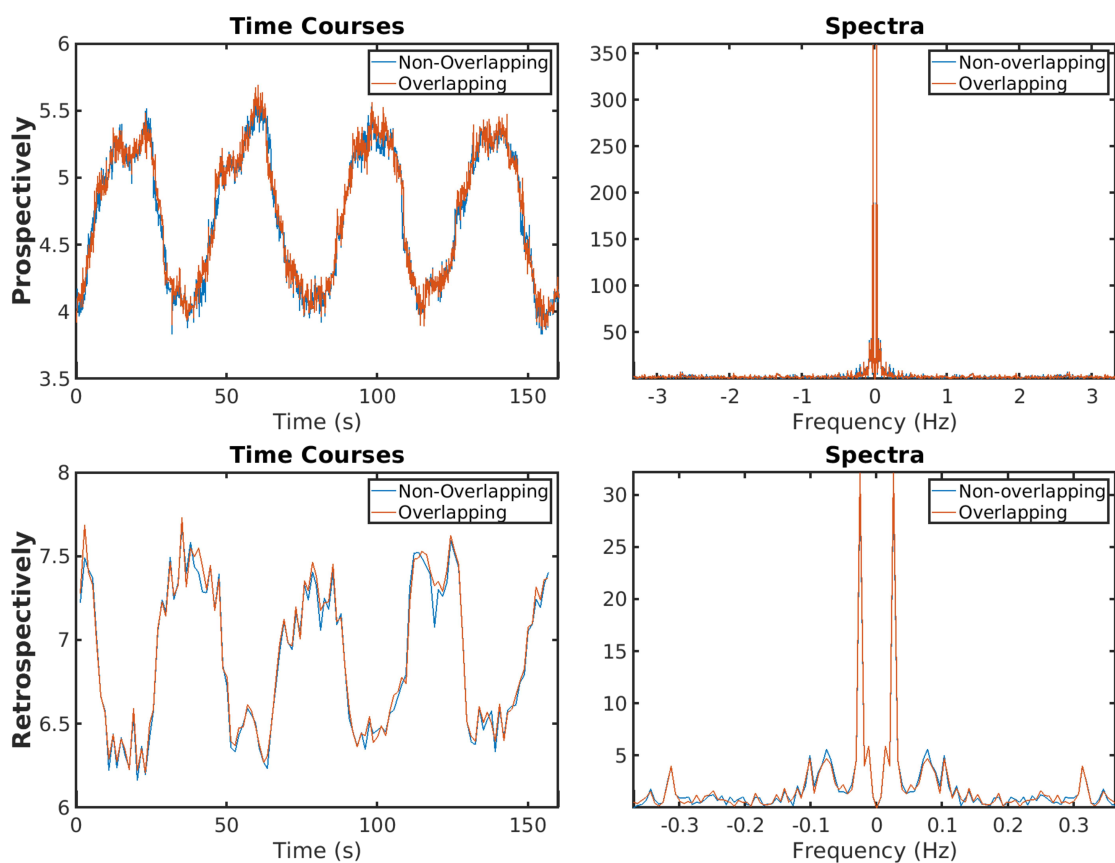 Time Courses
Spectra
Prospectively
6
5.5
5
4.5
4
3.5
Non-Overlapping
Overlapping
0
50
100
150
Time (s)
350
300
250
200
150
100
50
Non-overlapping
Overlapping
-3
-2
-1
0
1
2
3
Frequency (Hz)
Time Courses
Spectra
Retrospectively
8
7.5
7
6.5
6
Non-Overlapping
Overlapping
0
50
100
150
Time (s)
30
25
20
15
10
5
Non-overlapping
Overlapping
-0.3
-0.2
-0.1
0
0.1
0.2
0.3
Frequency (Hz)